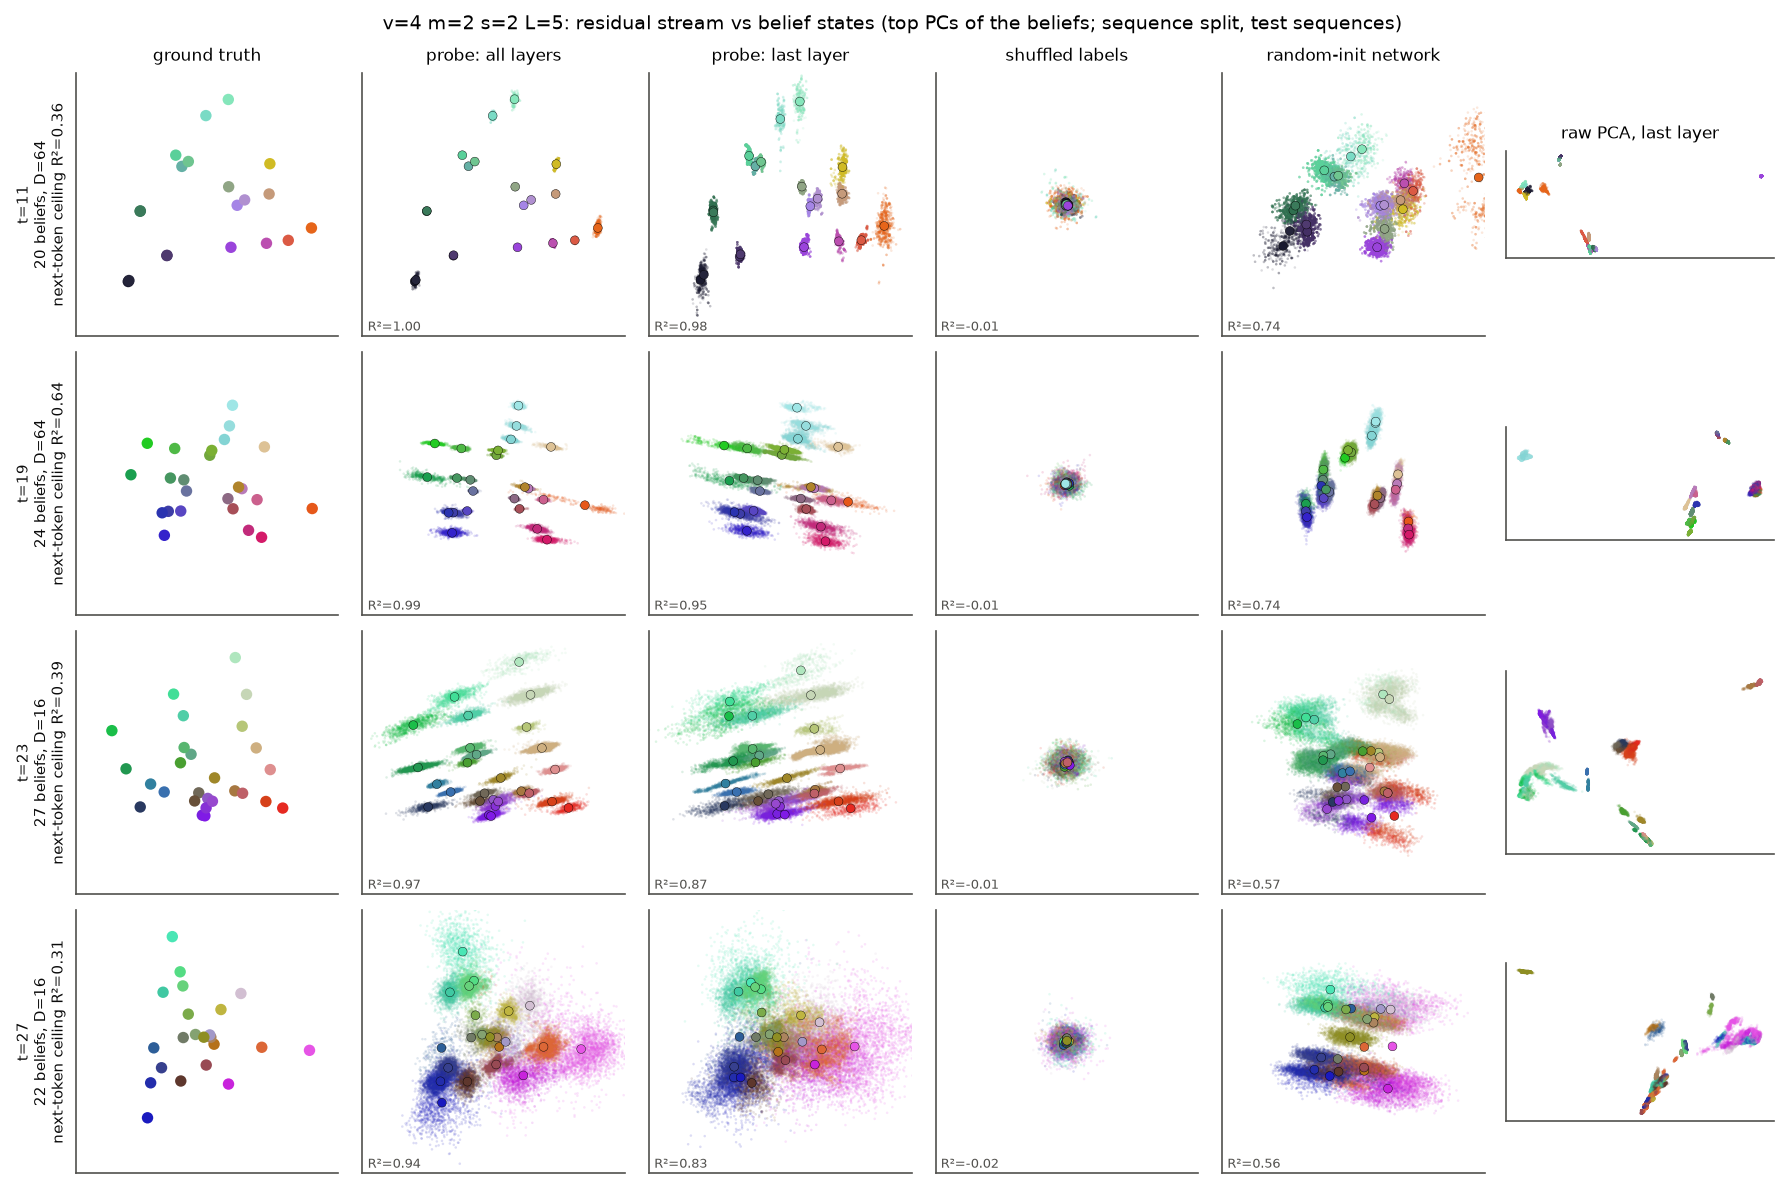 v=4 m=2 s=2 L=5: residual stream vs belief states (top PCs of the beliefs; sequence split, test sequences)
ground truth
probe: all layers
probe: last layer
shuffled labels
random-init network
raw PCA, last layer
t=11
20 beliefs, D=64
next-token ceiling R²=0.36
R²=1.00
R²=0.98
R²=-0.01
R²=0.74
t=19
24 beliefs, D=64
next-token ceiling R²=0.64
R²=0.99
R²=0.95
R²=-0.01
R²=0.74
t=23
27 beliefs, D=16
next-token ceiling R²=0.39
R²=0.97
R²=0.87
R²=-0.01
R²=0.57
t=27
22 beliefs, D=16
next-token ceiling R²=0.31
R²=0.94
R²=0.83
R²=-0.02
R²=0.56